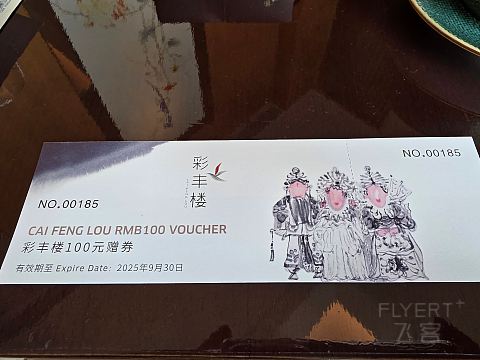 NO.00185
彩丰楼
NO.00185
CAI FENG LOU RMB100 VOUCHER
彩丰楼100元赠券
有效期至 Expire Date: 2025年9月30日
FLYERT+
飞客